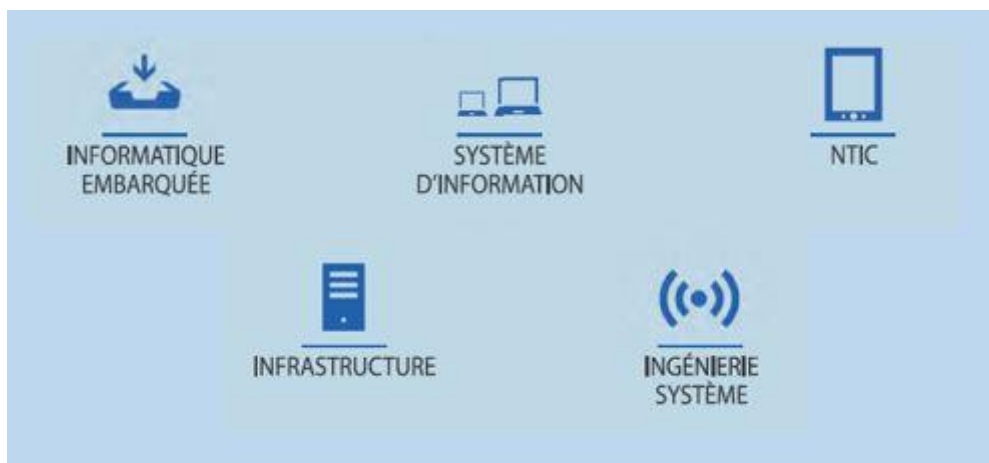 INFORMATIQUE
EMBARQUÉE
SYSTÈME
D'INFORMATION
NTIC
INFRASTRUCTURE
INGÉNIERIE
SYSTÈME